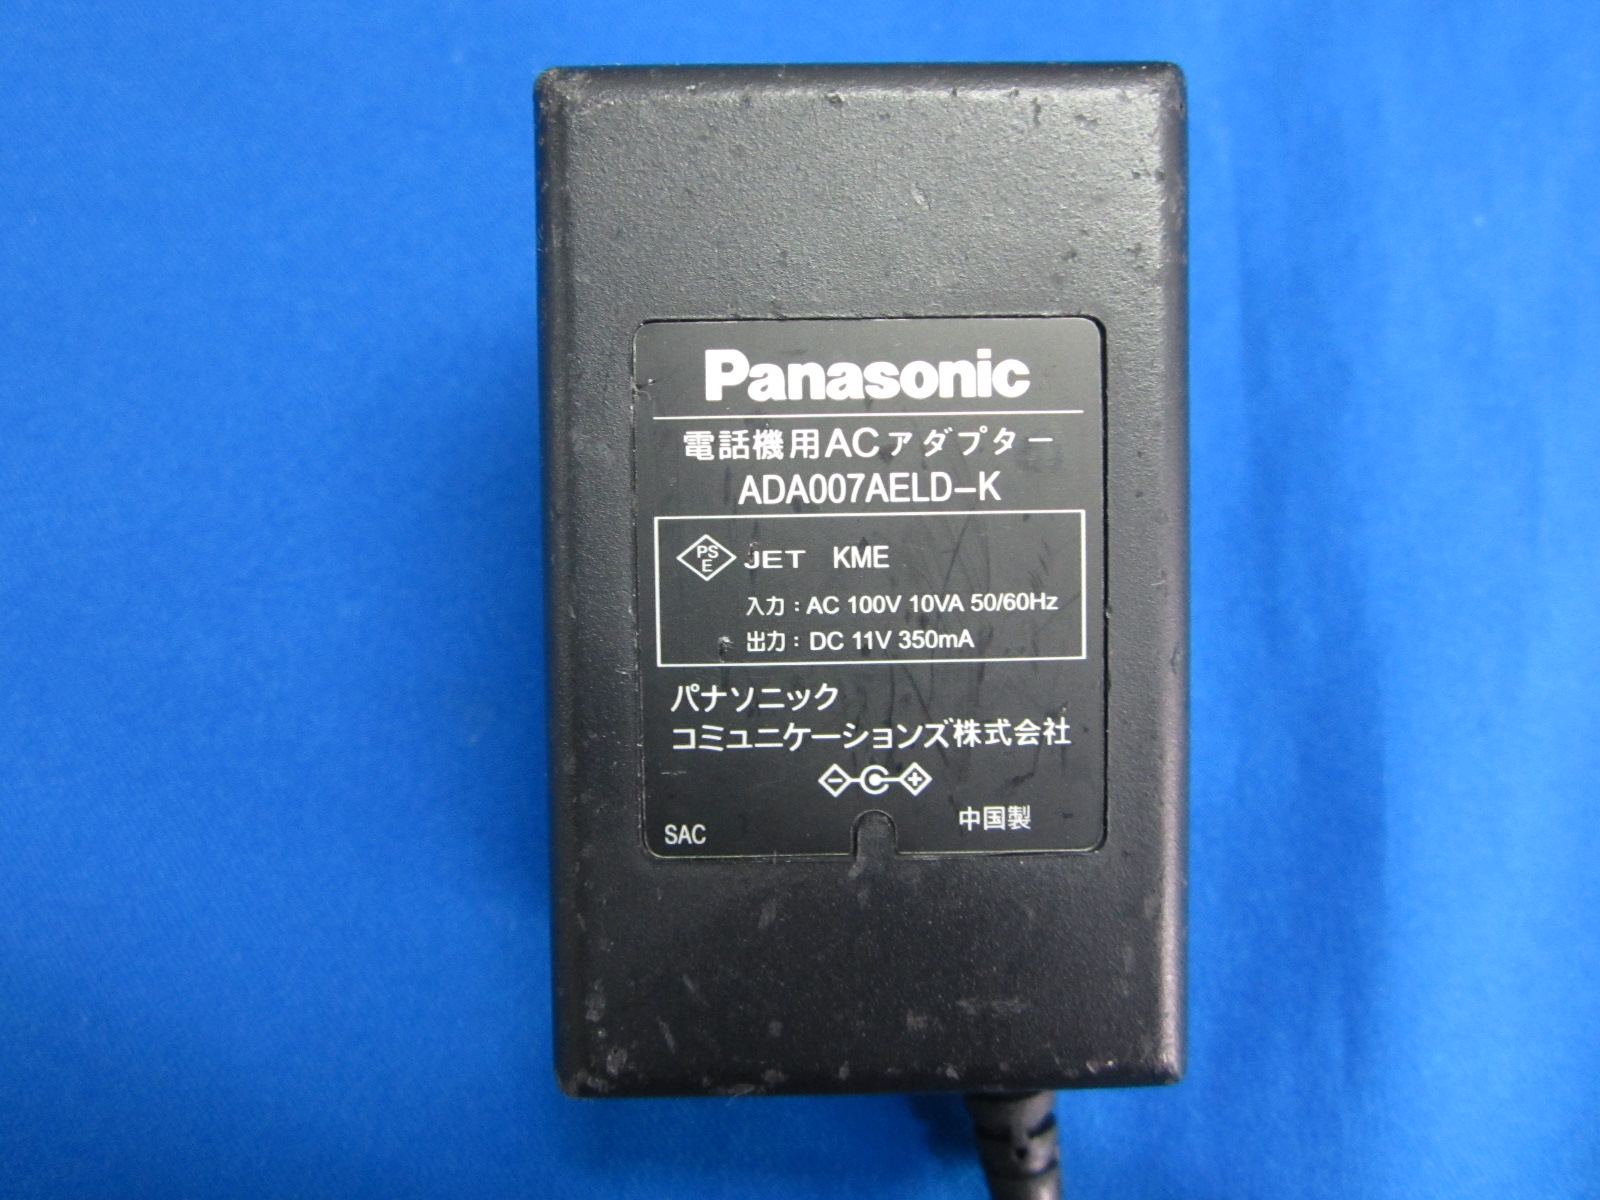 Panasonic
電話機用ACアダプター
ADA007AELD-K
PS
E
JET KME
入力:AC 100V 10VA 50/60Hz
出力:DC 11V 350mA
パナソニック
コミュニケーションズ株式会社
中国製
SAC